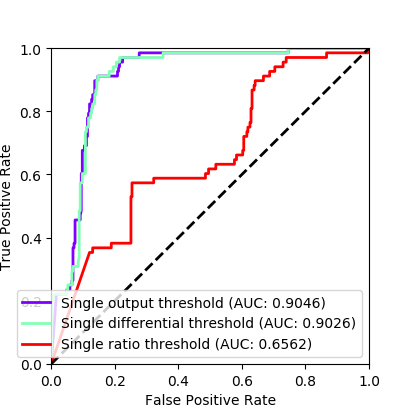 1.0
0.8
0.6
0.4
0.2
0.0
True Positive Rate
Single output threshold (AUC: 0.9046)
Single differential threshold (AUC: 0.9026)
Single ratio threshold (AUC: 0.6562)
0.0 0.2 0.4 0.6 0.8 1.0
False Positive Rate